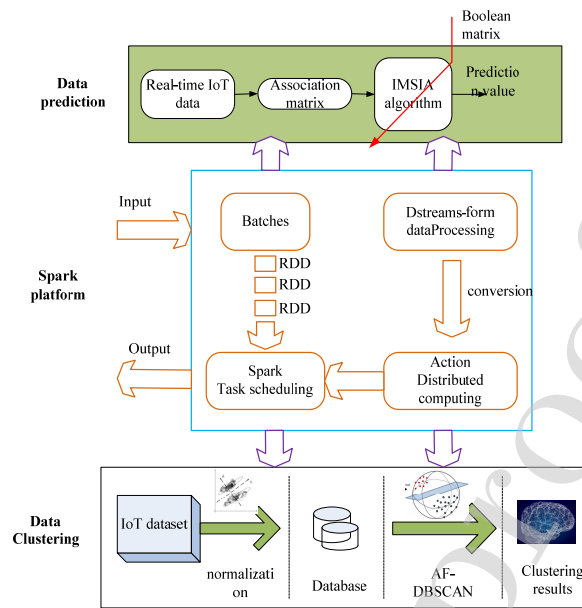 Boolean
matrix
Data
prediction
Real-time IoT
data
Association
matrix
IMSIA
algorithm
Predictio
n value
Input
Spark
platform
Batches
Dstreams-form
dataProcessing
RDD
RDD
RDD
conversion
Output
Spark
Task scheduling
Action
Distributed
computing
Data
Clustering
IoT dataset
normalizati
on
Database
AF-
DBSCAN
Clustering
results